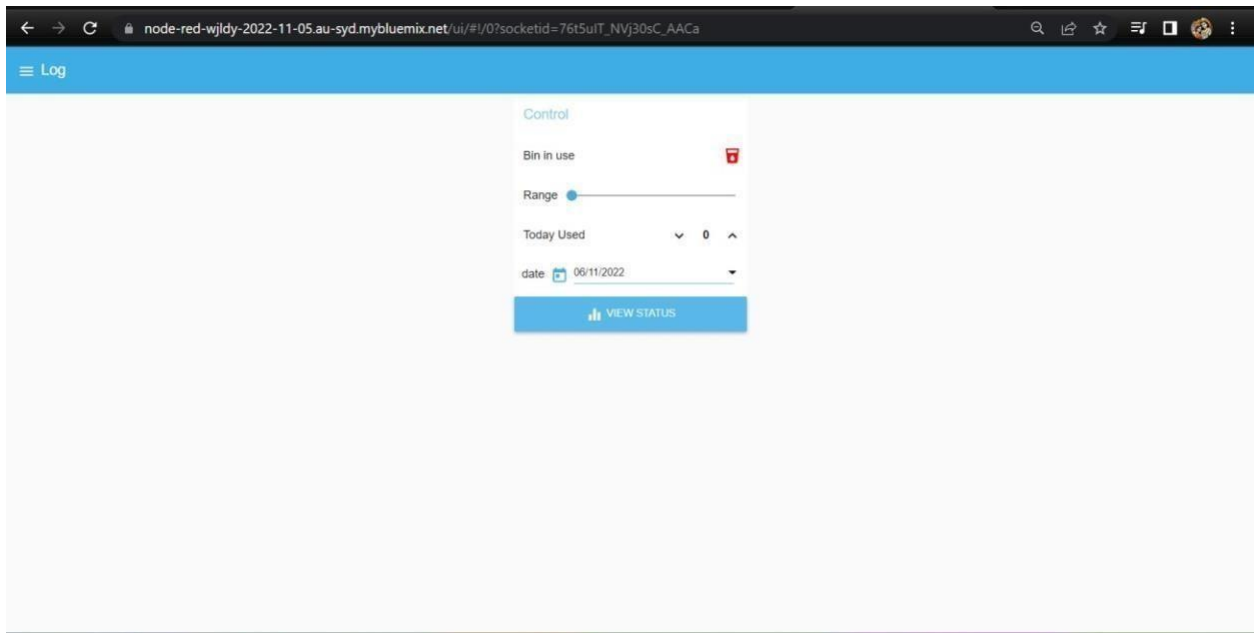 node-red-wjldy-2022-11-05.au-syd.mybluemix.net/ui/#!/0?socketid=76t5uIT_NVj30sC_AACa
Log
Control
Bin in use
Range
Today Used 0
date 06/11/2022
VIEW STATUS